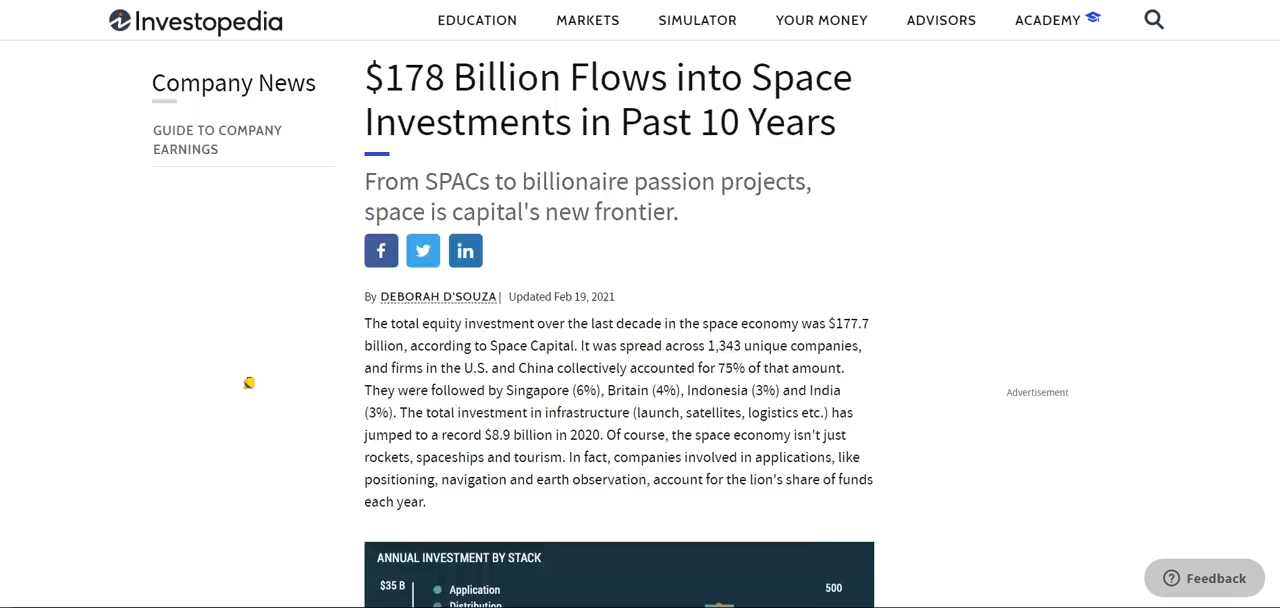 Investopedia
EDUCATION MARKETS SIMULATOR YOUR MONEY ADVISORS ACADEMY
Company News
GUIDE TO COMPANY
EARNINGS
$178 Billion Flows into Space
Investments in Past 10 Years
From SPACs to billionaire passion projects,
space is capital's new frontier.
By DEBORAH D'SOUZA | Updated Feb 19, 2021
The total equity investment over the last decade in the space economy was $177.7
billion, according to Space Capital. It was spread across 1,343 unique companies,
and firms in the U.S. and China collectively accounted for 75% of that amount.
They were followed by Singapore (6%), Britain (4%), Indonesia (3%) and India
(3%). The total investment in infrastructure (launch, satellites, logistics etc.) has
jumped to a record $8.9 billion in 2020. Of course, the space economy isn't just
rockets, spaceships and tourism. In fact, companies involved in applications, like
positioning, navigation and earth observation, account for the lion's share of funds
each year.
Advertisement
ANNUAL INVESTMENT BY STACK
$35 B Application 500
Distribution
Feedback